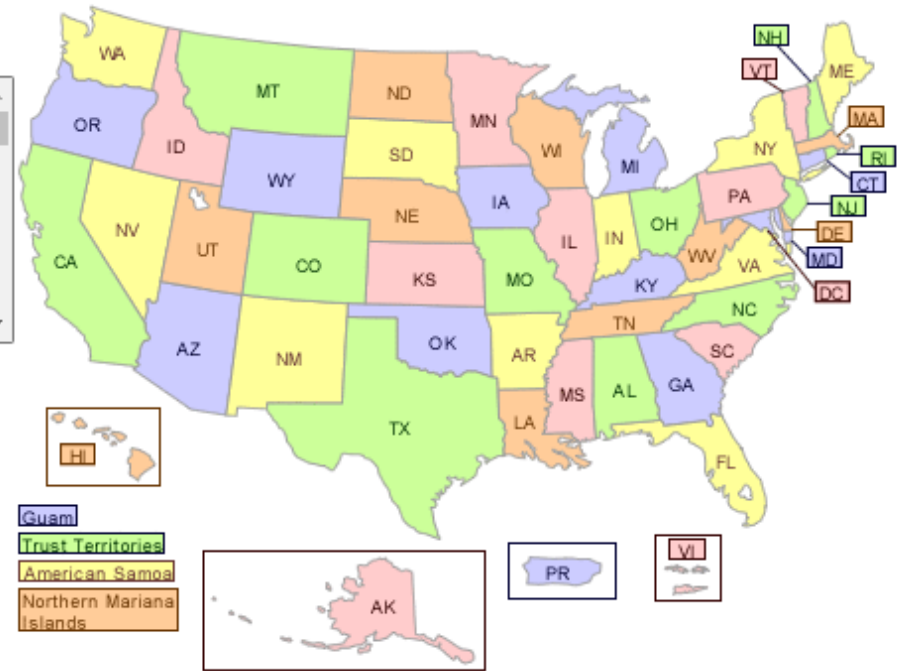 WA
MT
ND
MN
ID
OR
SD
WI
WY
IA
MI
NE
NV
UT
CO
KS
MO
IL
IN
OH
PA
NY
NH
VT
ME
MA
RI
CT
NJ
DE
MD
DC
WV
VA
KY
CA
AZ
NM
OK
AR
TN
NC
SC
TX
LA
MS
AL
GA
FL
HI
Guam
Trust Territories
American Samoa
Northern Mariana
Islands
AK
PR
VI